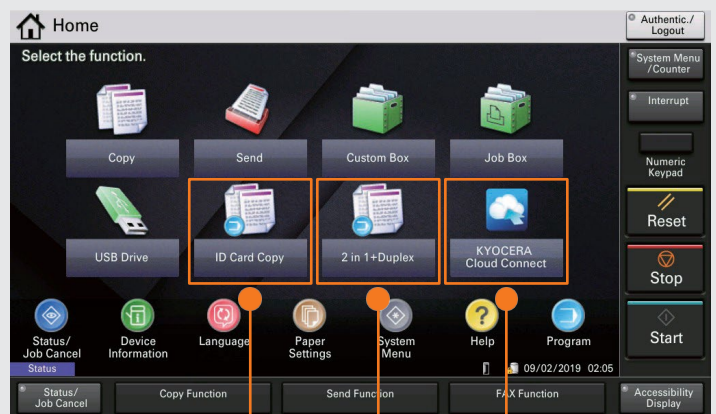 Home
Authentic./
Logout
Select the function.
System Menu
/Counter
Interrupt
Copy
Send
Custom Box
Job Box
Numeric
Keypad
USB Drive
ID Card Copy
2 in 1+Duplex
KYOCERA
Cloud Connect
Reset
Stop
Start
Status/
Job Cancel
Device
Information
Language
Paper
Settings
System
Menu
Help
Program
Status
09/02/2019 02:05
Status/
Job Cancel
Copy Function
Send Function
FAX Function
Accessibility
Display